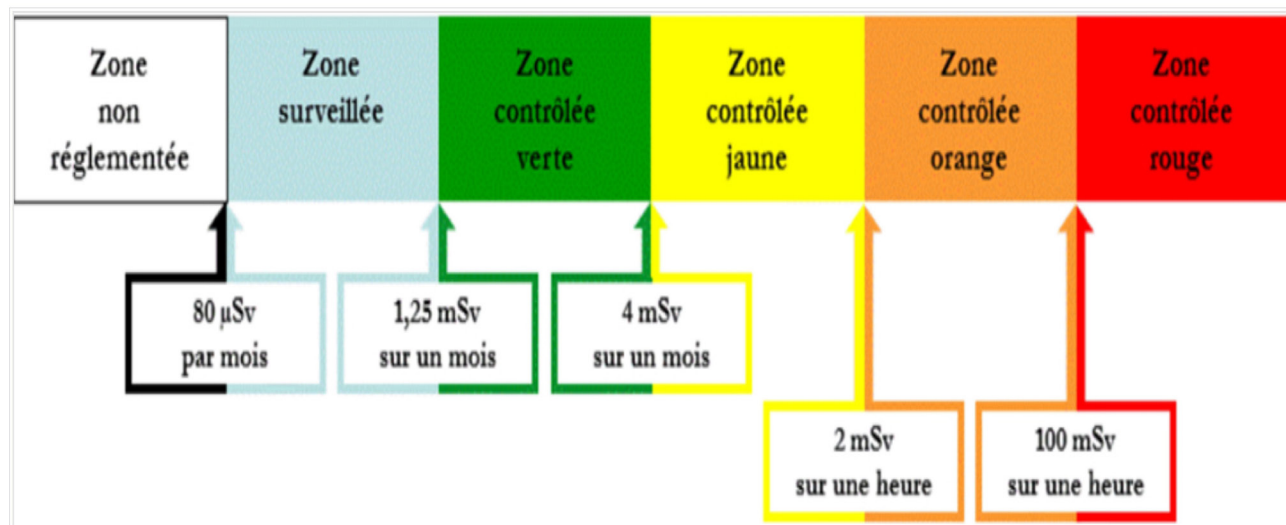 Zone
non
réglementée
Zone
surveillée
Zone
contrôlée
verte
Zone
contrôlée
jaune
Zone
contrôlée
orange
Zone
contrôlée
rouge
80 µSv
par mois
1,25 mSv
sur un mois
4 mSv
sur un mois
2 mSv
sur une heure
100 mSv
sur une heure